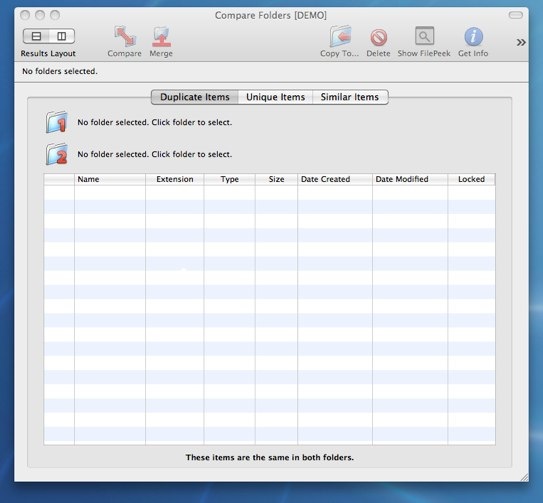 Compare Folders [DEMO]
Results Layout Compare Merge Copy To... Delete Show FilePeek Get Info
No folders selected.
Duplicate Items Unique Items Similar Items
1 No folder selected. Click folder to select.
2 No folder selected. Click folder to select.
Name Extension Type Size Date Created Date Modified Locked
These items are the same in both folders.